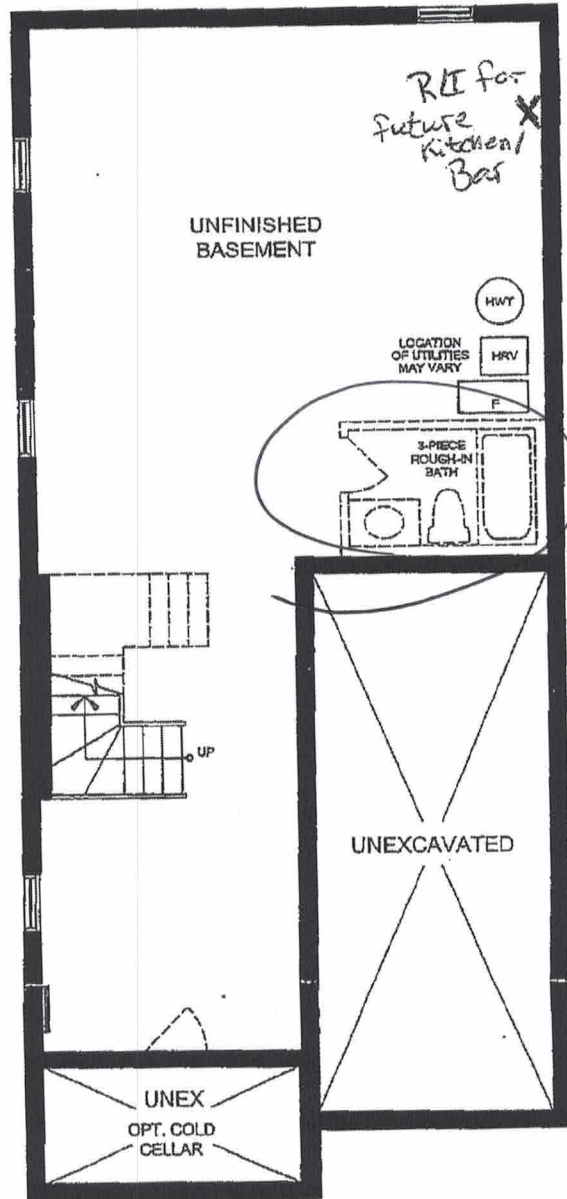 R/I for
future X
Kitchen/
Bar
UNFINISHED
BASEMENT
HWT
LOCATION
OF UTILITIES
MAY VARY
HRV
F
3-PIECE
ROUGH-IN
BATH
UP
UNEXCAVATED
UNEX
OPT. COLD
CELLAR